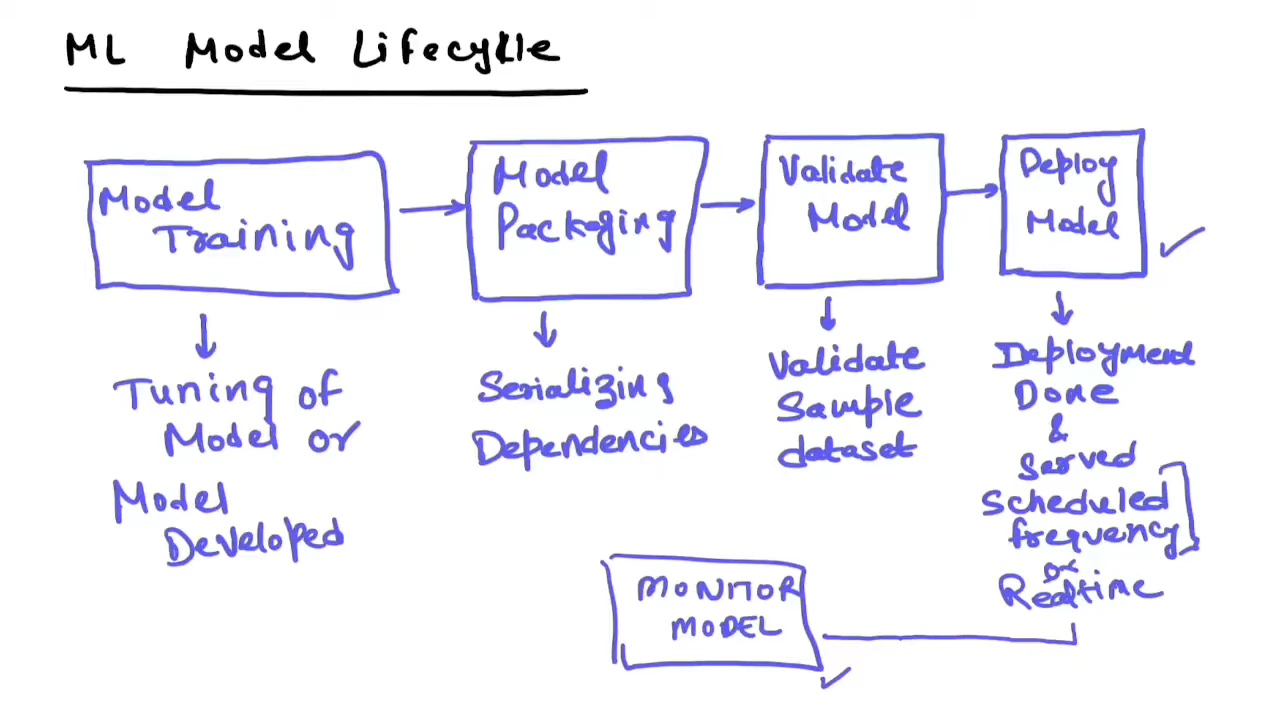 ML Model Lifecylle
Model
Training
Model
Packaging
Validate
Model
Deploy
Model
Tuning of
Model or
Model
Developed
Serializing
Dependencies
Validate
Sample
dataset
Deployment
Done
&
Served
Scheduled
frequency
or
Realtime
MONITOR
MODEL